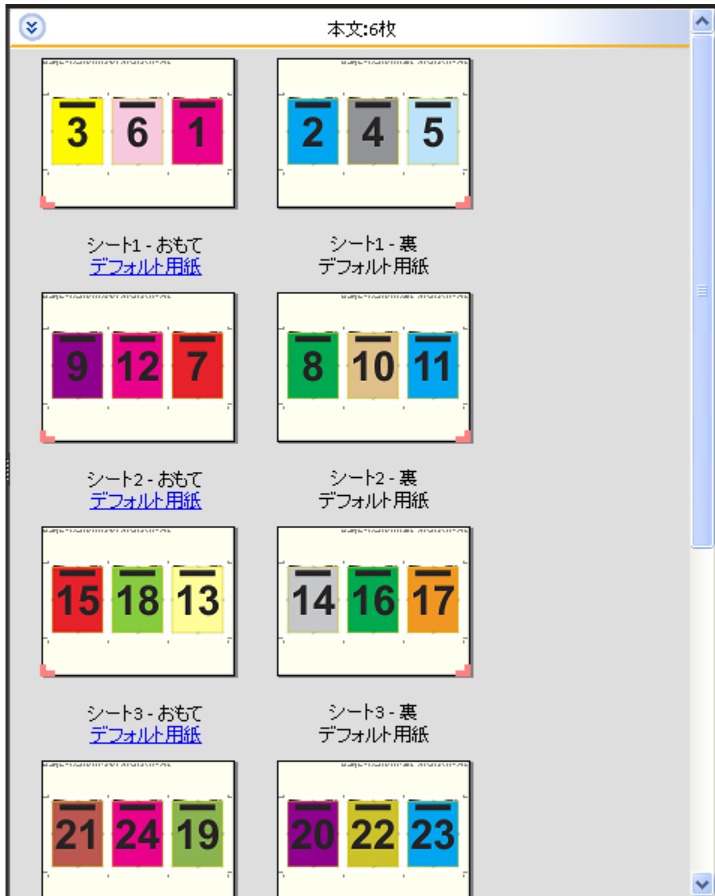 本文:6枚
3 6 1
2 4 5
シート1 - おもて
デフォルト用紙
シート1 - 裏
デフォルト用紙
9 12 7
8 10 11
シート2 - おもて
デフォルト用紙
シート2 - 裏
デフォルト用紙
15 18 13
14 16 17
シート3 - おもて
デフォルト用紙
シート3 - 裏
デフォルト用紙
21 24 19
20 22 23